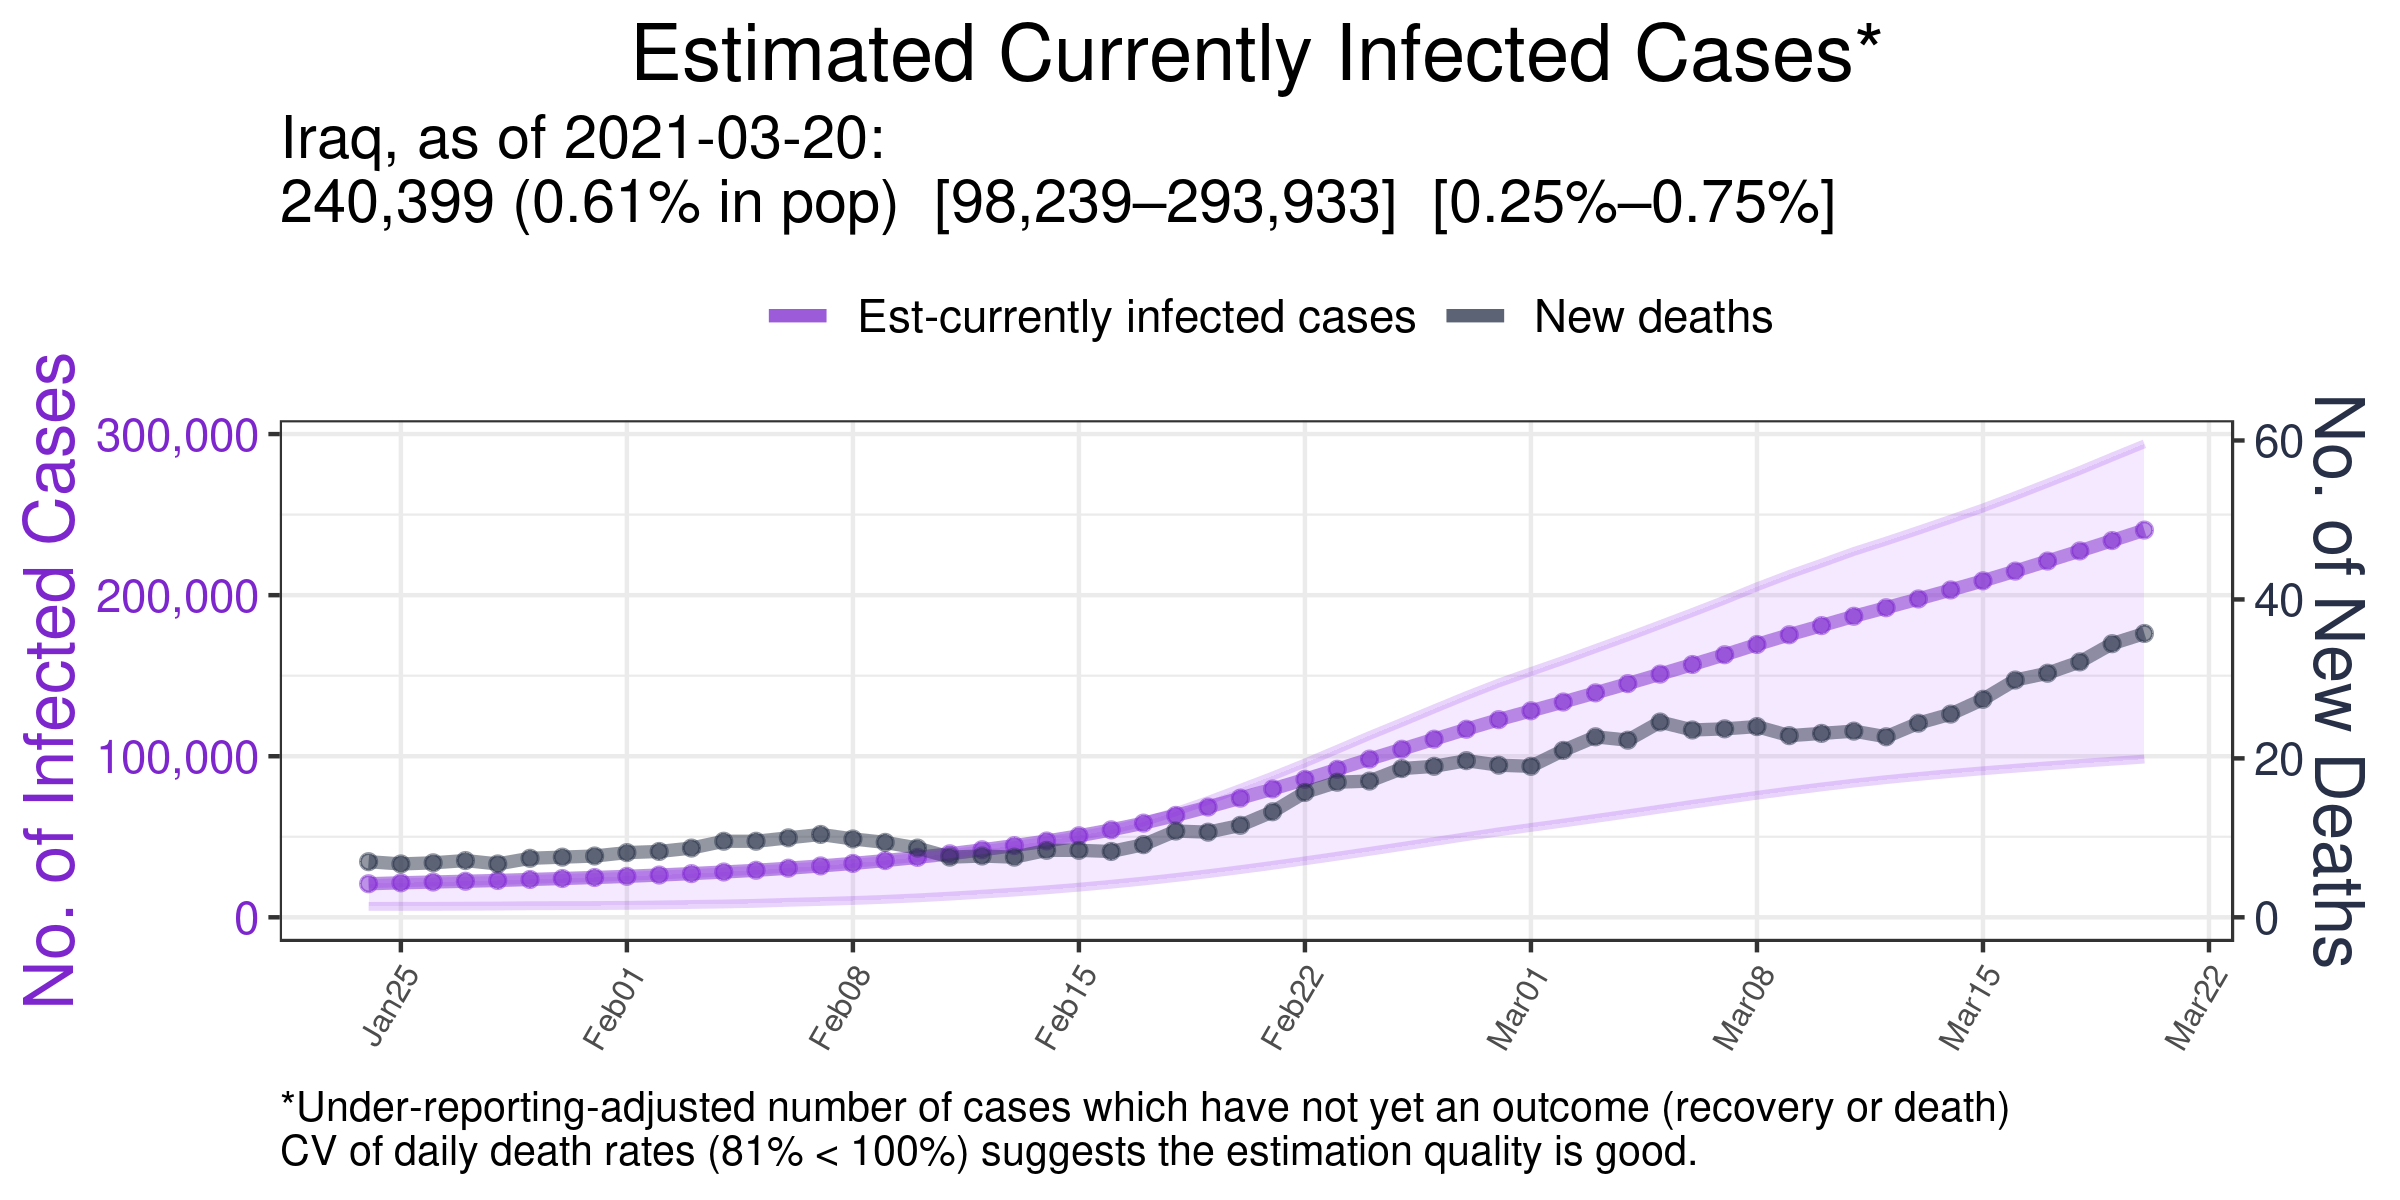 Estimated Currently Infected Cases*
Iraq, as of 2021-03-20:
240,399 (0.61% in pop)  [98,239–293,933]  [0.25%–0.75%]
Est-currently infected cases
New deaths
No. of Infected Cases
300,000
200,000
100,000
0
60
40
20
0
No. of New Deaths
Jan25
Feb01
Feb08
Feb15
Feb22
Mar01
Mar08
Mar15
Mar22
*Under-reporting-adjusted number of cases which have not yet an outcome (recovery or death)
CV of daily death rates (81% < 100%) suggests the estimation quality is good.